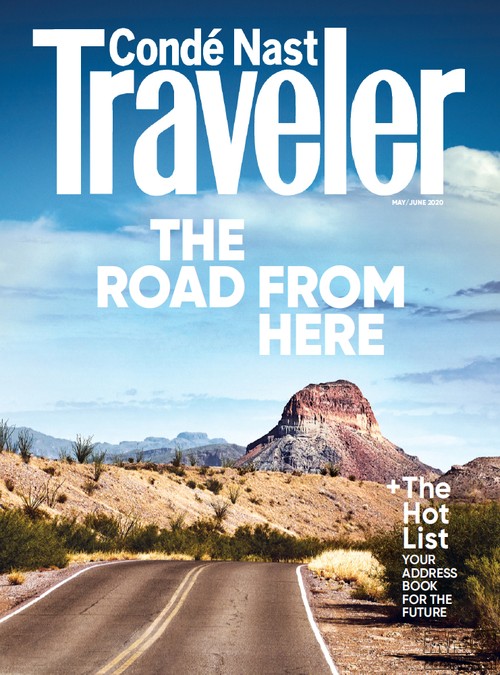 Condé Nast
Traveler
MAY/JUNE 2020
THE
ROAD FROM
HERE
+The
Hot
List
YOUR
ADDRESS
BOOK
FOR THE
FUTURE